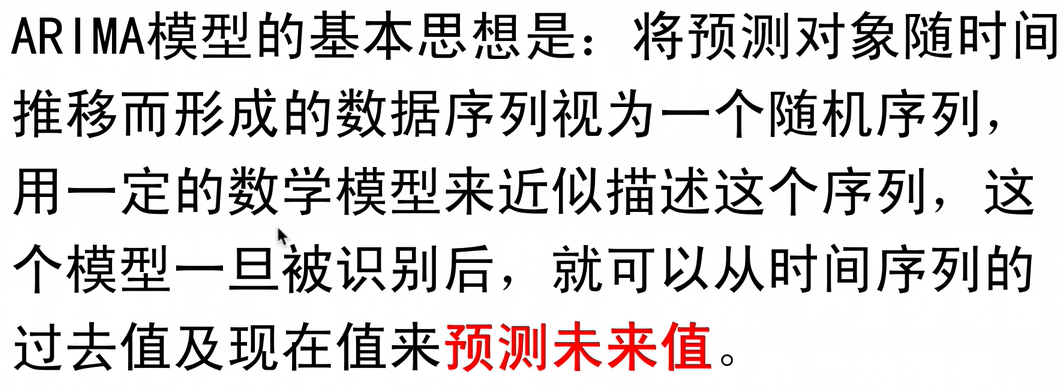 ARIMA模型的基本思想是：将预测对象随时间
推移而形成的数据序列视为一个随机序列，
用一定的数学模型来近似描述这个序列，这
个模型一旦被识别后，就可以从时间序列的
过去值及现在值来预测未来值。